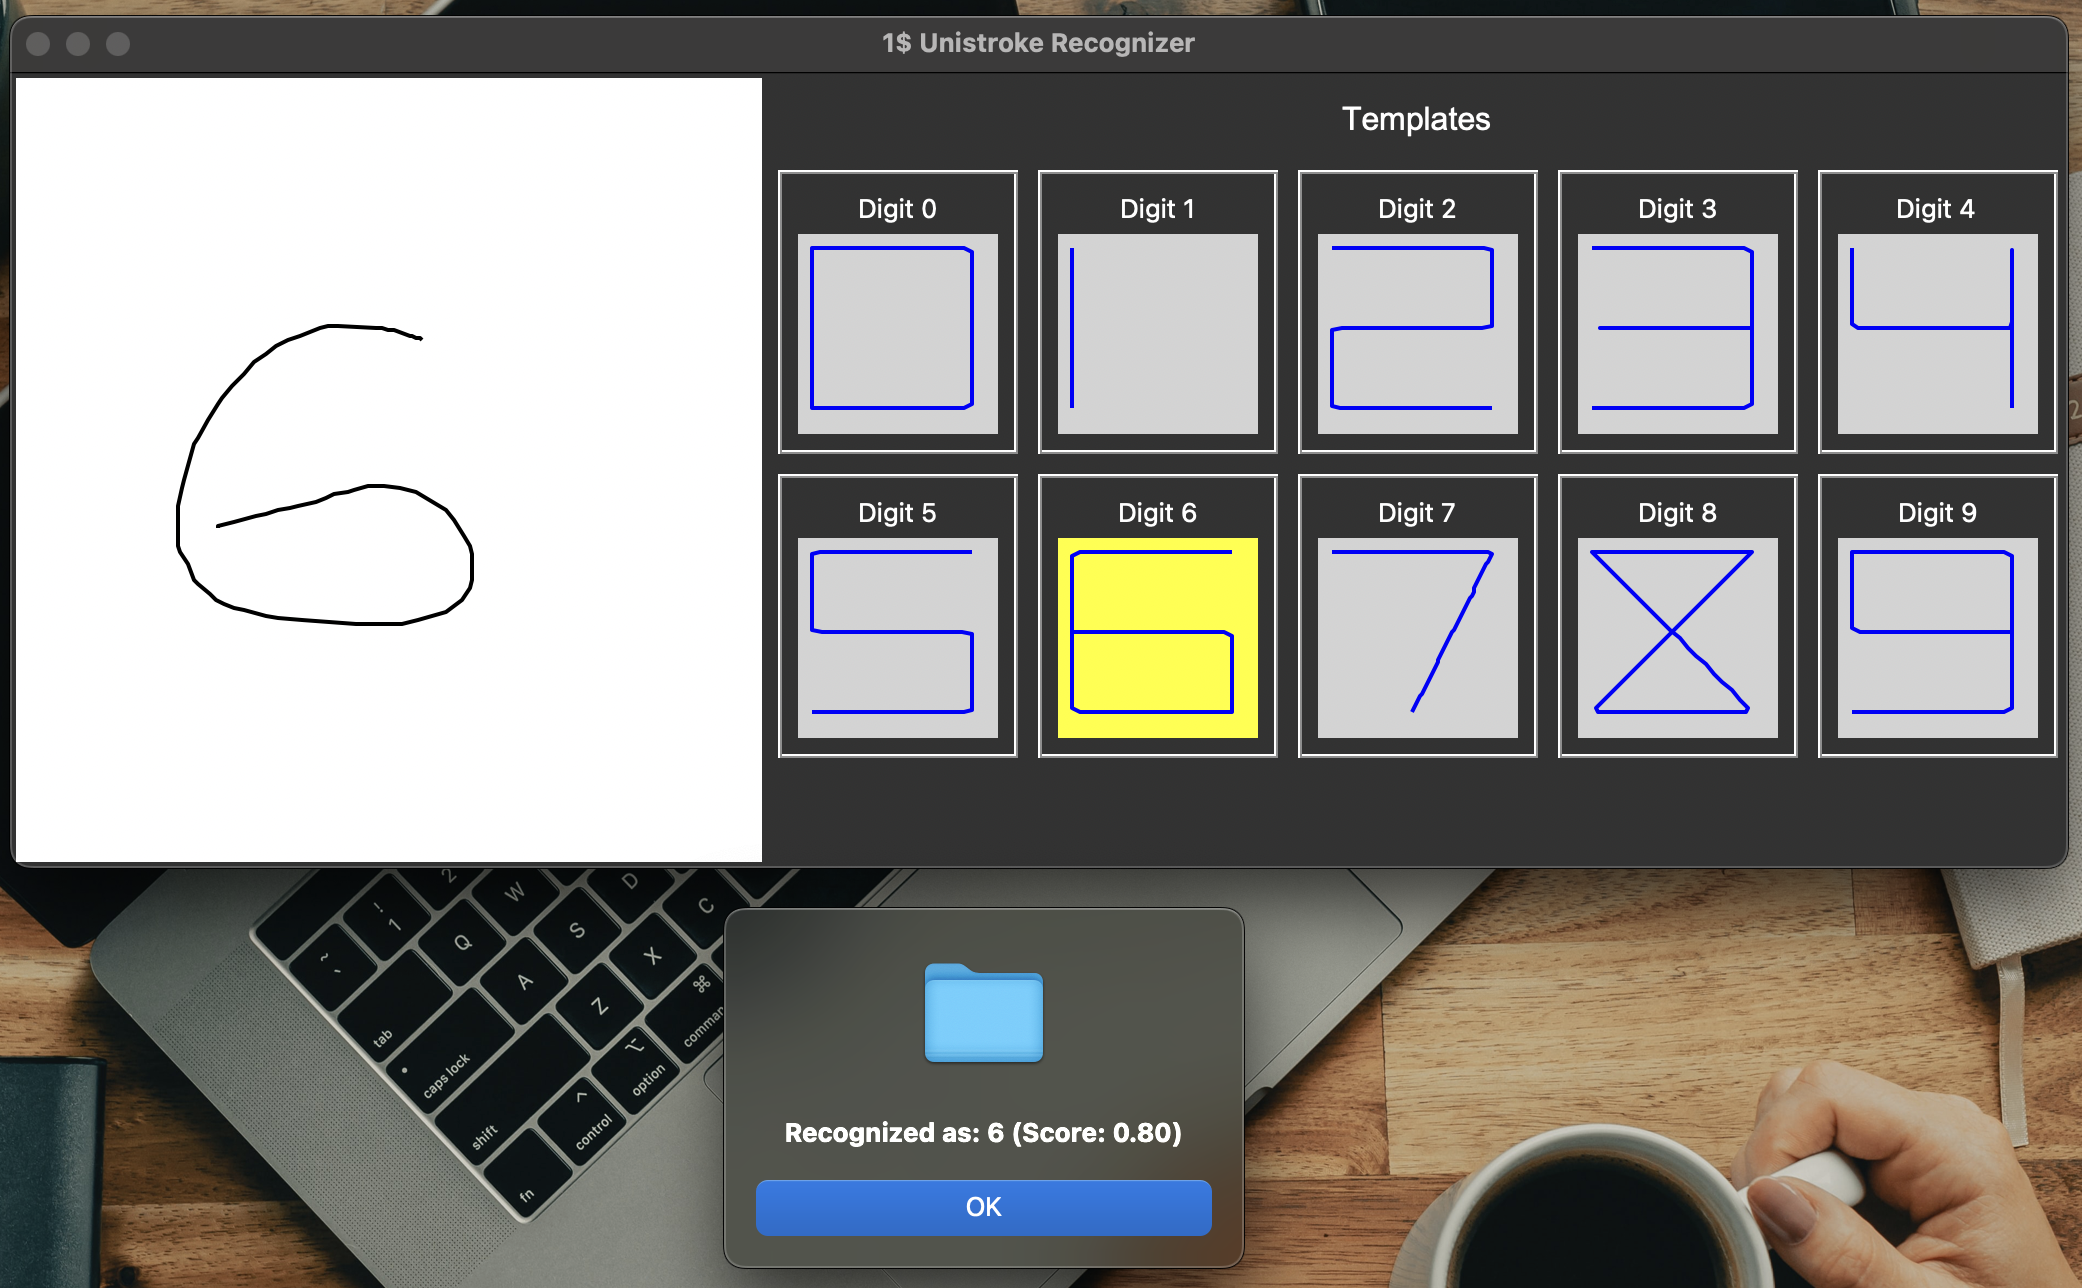 1$ Unistroke Recognizer
6
Templates
Digit 0
Digit 1
Digit 2
Digit 3
Digit 4
Digit 5
Digit 6
Digit 7
Digit 8
Digit 9
2
W
D
C
!
1
Q
S
X
⌘
~
A
Z
comman
tab
caps lock
⌥
option
shift
^
control
fn
2
Recognized as: 6 (Score: 0.80)
OK